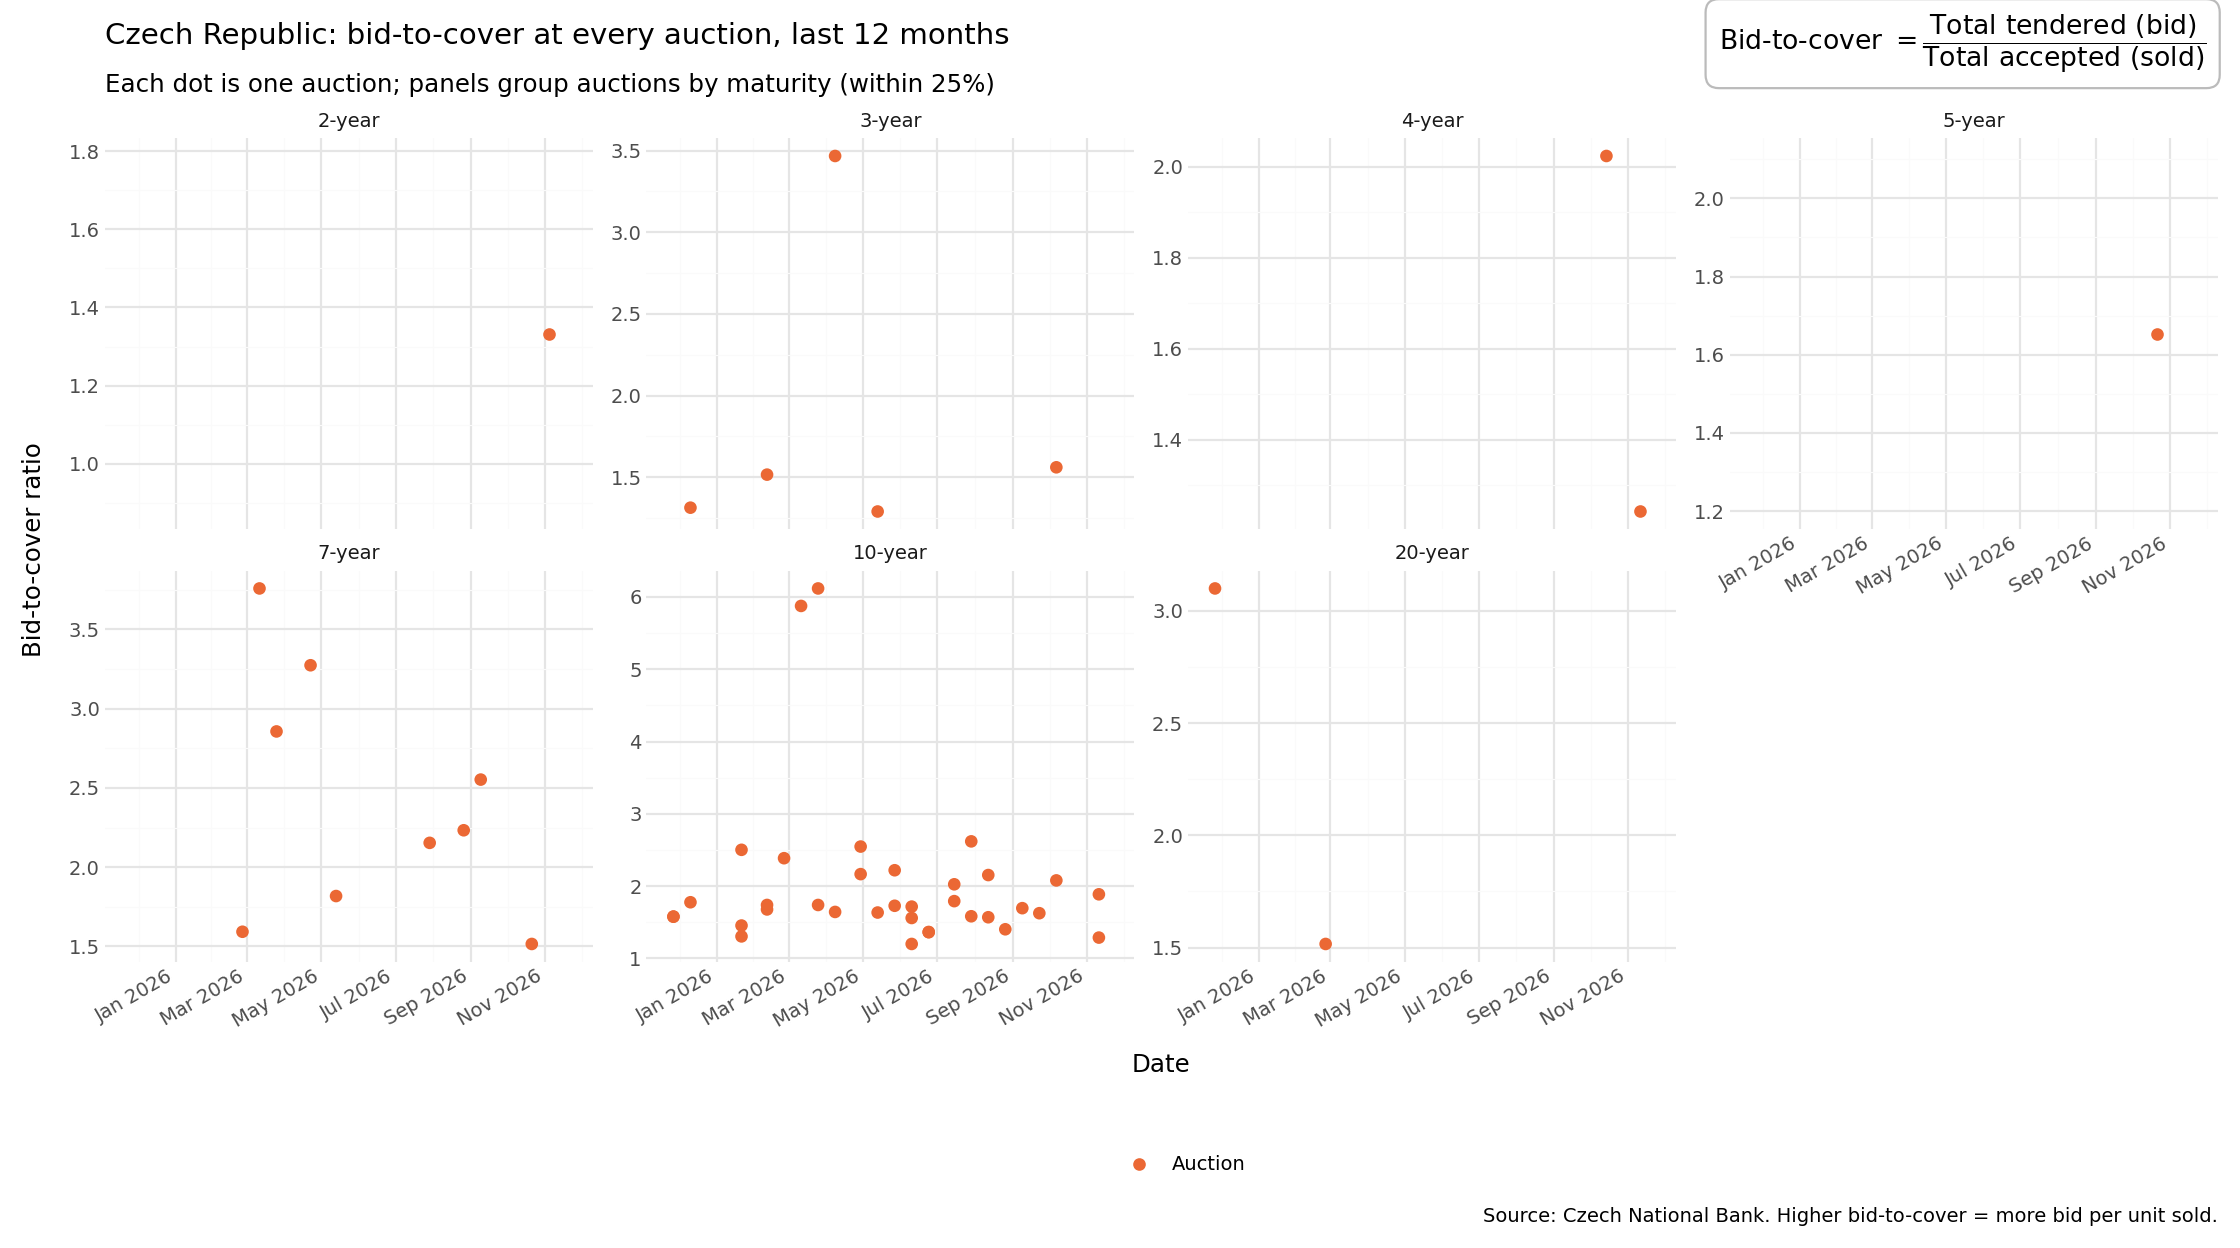 Czech Republic: bid-to-cover at every auction, last 12 months
Each dot is one auction; panels group auctions by maturity (within 25%)
Bid-to-cover = Total tendered (bid)
Total accepted (sold)
Bid-to-cover ratio
2-year
1.8
1.6
1.4
1.2
1.0
3-year
3.5
3.0
2.5
2.0
1.5
4-year
2.0
1.8
1.6
1.4
5-year
2.0
1.8
1.6
1.4
1.2
Jan 2026 Mar 2026 May 2026 Jul 2026 Sep 2026 Nov 2026
7-year
3.5
3.0
2.5
2.0
1.5
Jan 2026 Mar 2026 May 2026 Jul 2026 Sep 2026 Nov 2026
10-year
6
5
4
3
2
1
Jan 2026 Mar 2026 May 2026 Jul 2026 Sep 2026 Nov 2026
20-year
3.0
2.5
2.0
1.5
Jan 2026 Mar 2026 May 2026 Jul 2026 Sep 2026 Nov 2026
Date
Auction
Source: Czech National Bank. Higher bid-to-cover = more bid per unit sold.